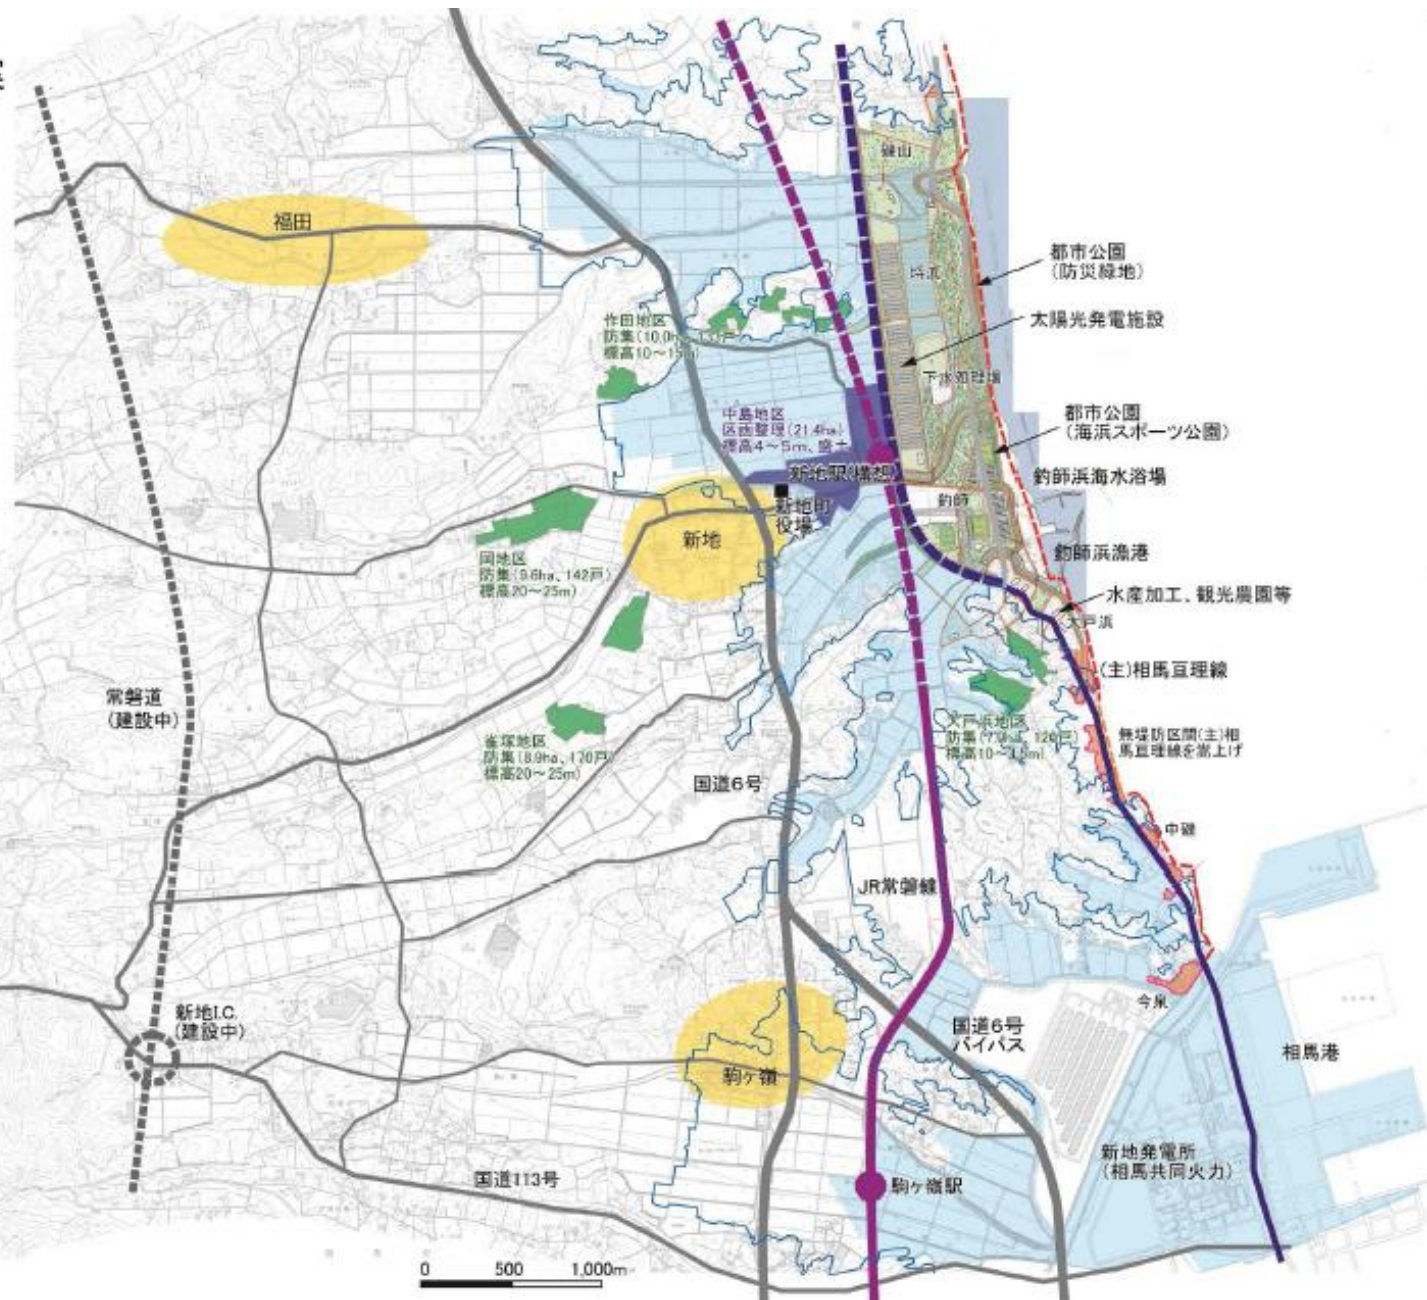 福田
都市公園
(防災緑地)
太陽光発電施設
作田地区
防集(10.0ha、
標高10~15m)
下水処理場
都市公園
(海浜スポーツ公園)
中島地区
区画整理(21.4ha)
標高4~5m、盛土
釣師浜海水浴場
新地駅(構想)
新地町
役場
新地
釣師
釣師浜漁港
岡地区
防集(9.6ha、142戸)
標高20~25m)
水産加工、観光農園等
大戸浜
(主)相馬亘理線
常磐道
(建設中)
雀塚地区
防集(8.9ha、170戸)
標高20~25m)
大戸浜地区
防集(
標高10~15m)
無堤防区間(主)相
馬亘理線を嵩上げ
国道6号
中磯
JR常磐線
今泉
新地I.C.
(建設中)
国道6号
バイパス
相馬港
駒ヶ嶺
新地発電所
(相馬共同火力)
国道113号
駒ヶ嶺駅
0 500 1,000m